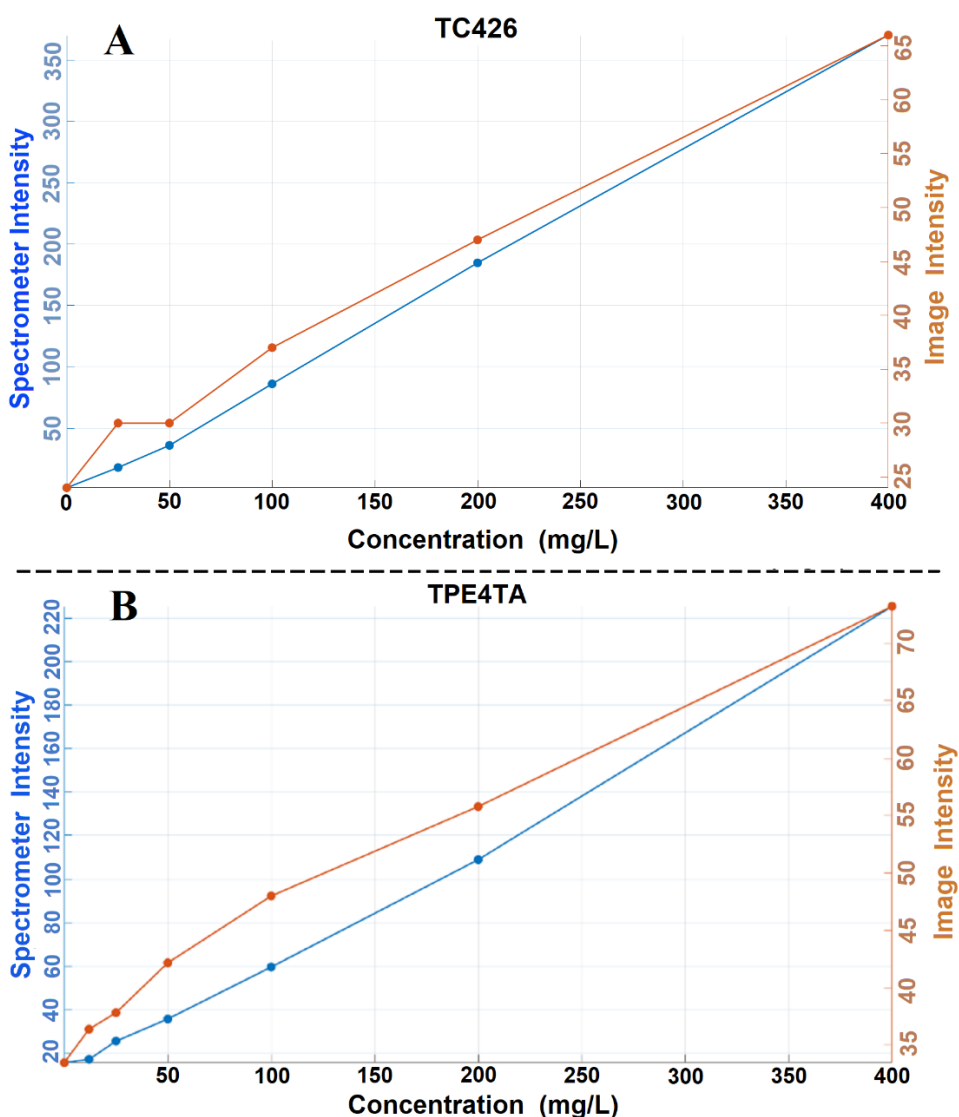 A
TC426
Spectrometer Intensity
350
300
250
200
150
100
50
65
60
55
50
45
40
35
30
25
Image Intensity
0 50 100 150 200 250 300 350 400
Concentration (mg/L)
B
TPE4TA
Spectrometer Intensity
220
200
180
160
140
120
100
80
60
40
20
70
65
60
55
50
45
40
35
Image Intensity
50 100 150 200 250 300 350 400
Concentration (mg/L)